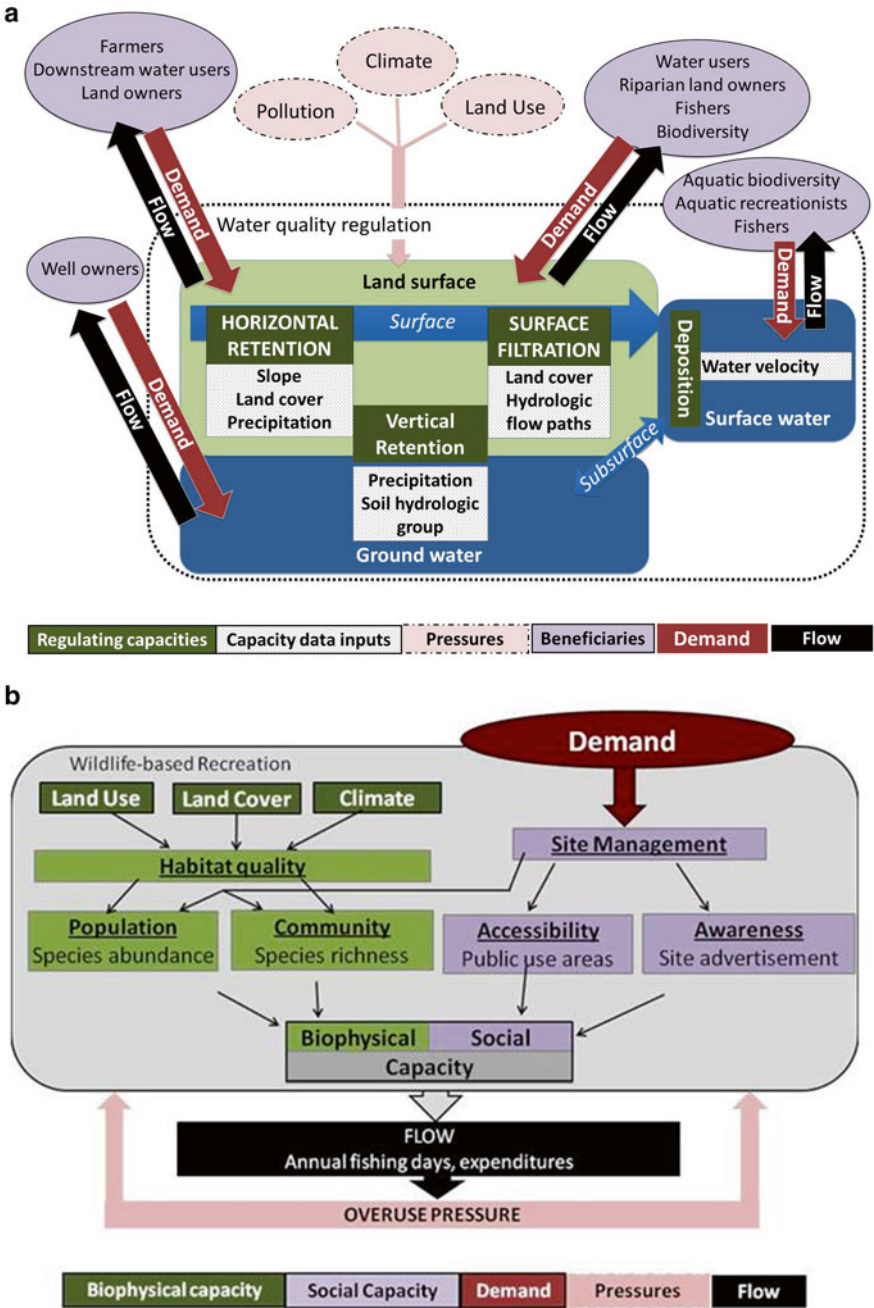 a
Farmers
Downstream water users
Land owners
Climate
Pollution
Land Use
Water users
Riparian land owners
Fishers
Biodiversity
Aquatic biodiversity
Aquatic recreationists
Fishers
Well owners
Flow
Demand
Demand
Flow
Demand
Flow
Flow
Demand
Water quality regulation
Land surface
Surface
HORIZONTAL
RETENTION
Slope
Land cover
Precipitation
SURFACE
FILTRATION
Land cover
Hydrologic
flow paths
Vertical
Retention
Precipitation
Soil hydrologic
group
Ground water
Subsurface
Deposition
Water velocity
Surface water
Regulating capacities
Capacity data inputs
Pressures
Beneficiaries
Demand
Flow
b
Demand
Wildlife-based Recreation
Land Use
Land Cover
Climate
Habitat quality
Site Management
Population
Species abundance
Community
Species richness
Accessibility
Public use areas
Awareness
Site advertisement
Biophysical
Social
Capacity
FLOW
Annual fishing days, expenditures
OVERUSE PRESSURE
Biophysical capacity
Social Capacity
Demand
Pressures
Flow